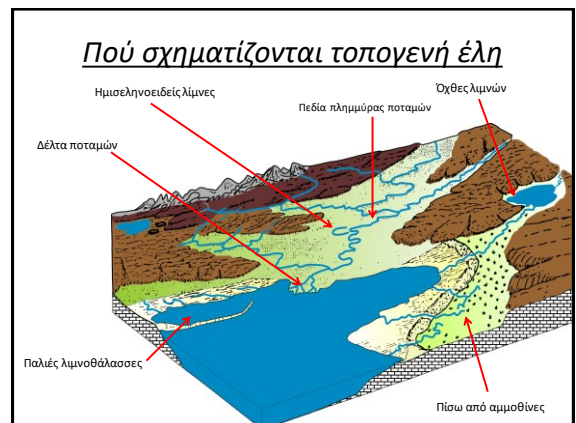 Πού σχηματίζονται τοπογενή έλη
Ημισεληνοειδείς λίμνες
Όχθες λιμνών
Πεδία πλημμύρας ποταμών
Δέλτα ποταμών
Παλιές λιμνοθάλασσες
Πίσω από αμμοθίνες